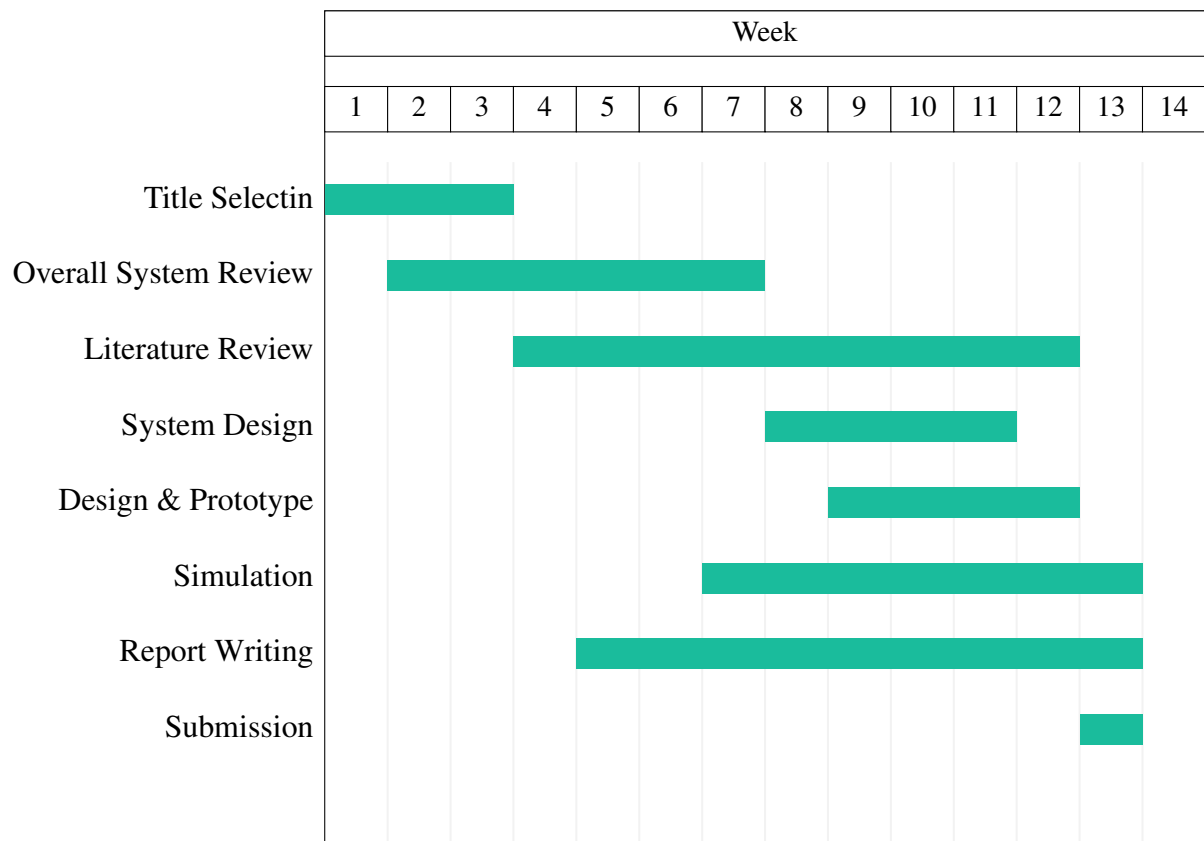 Week
1 2 3 4 5 6 7 8 9 10 11 12 13 14
Title Selectin
Overall System Review
Literature Review
System Design
Design & Prototype
Simulation
Report Writing
Submission